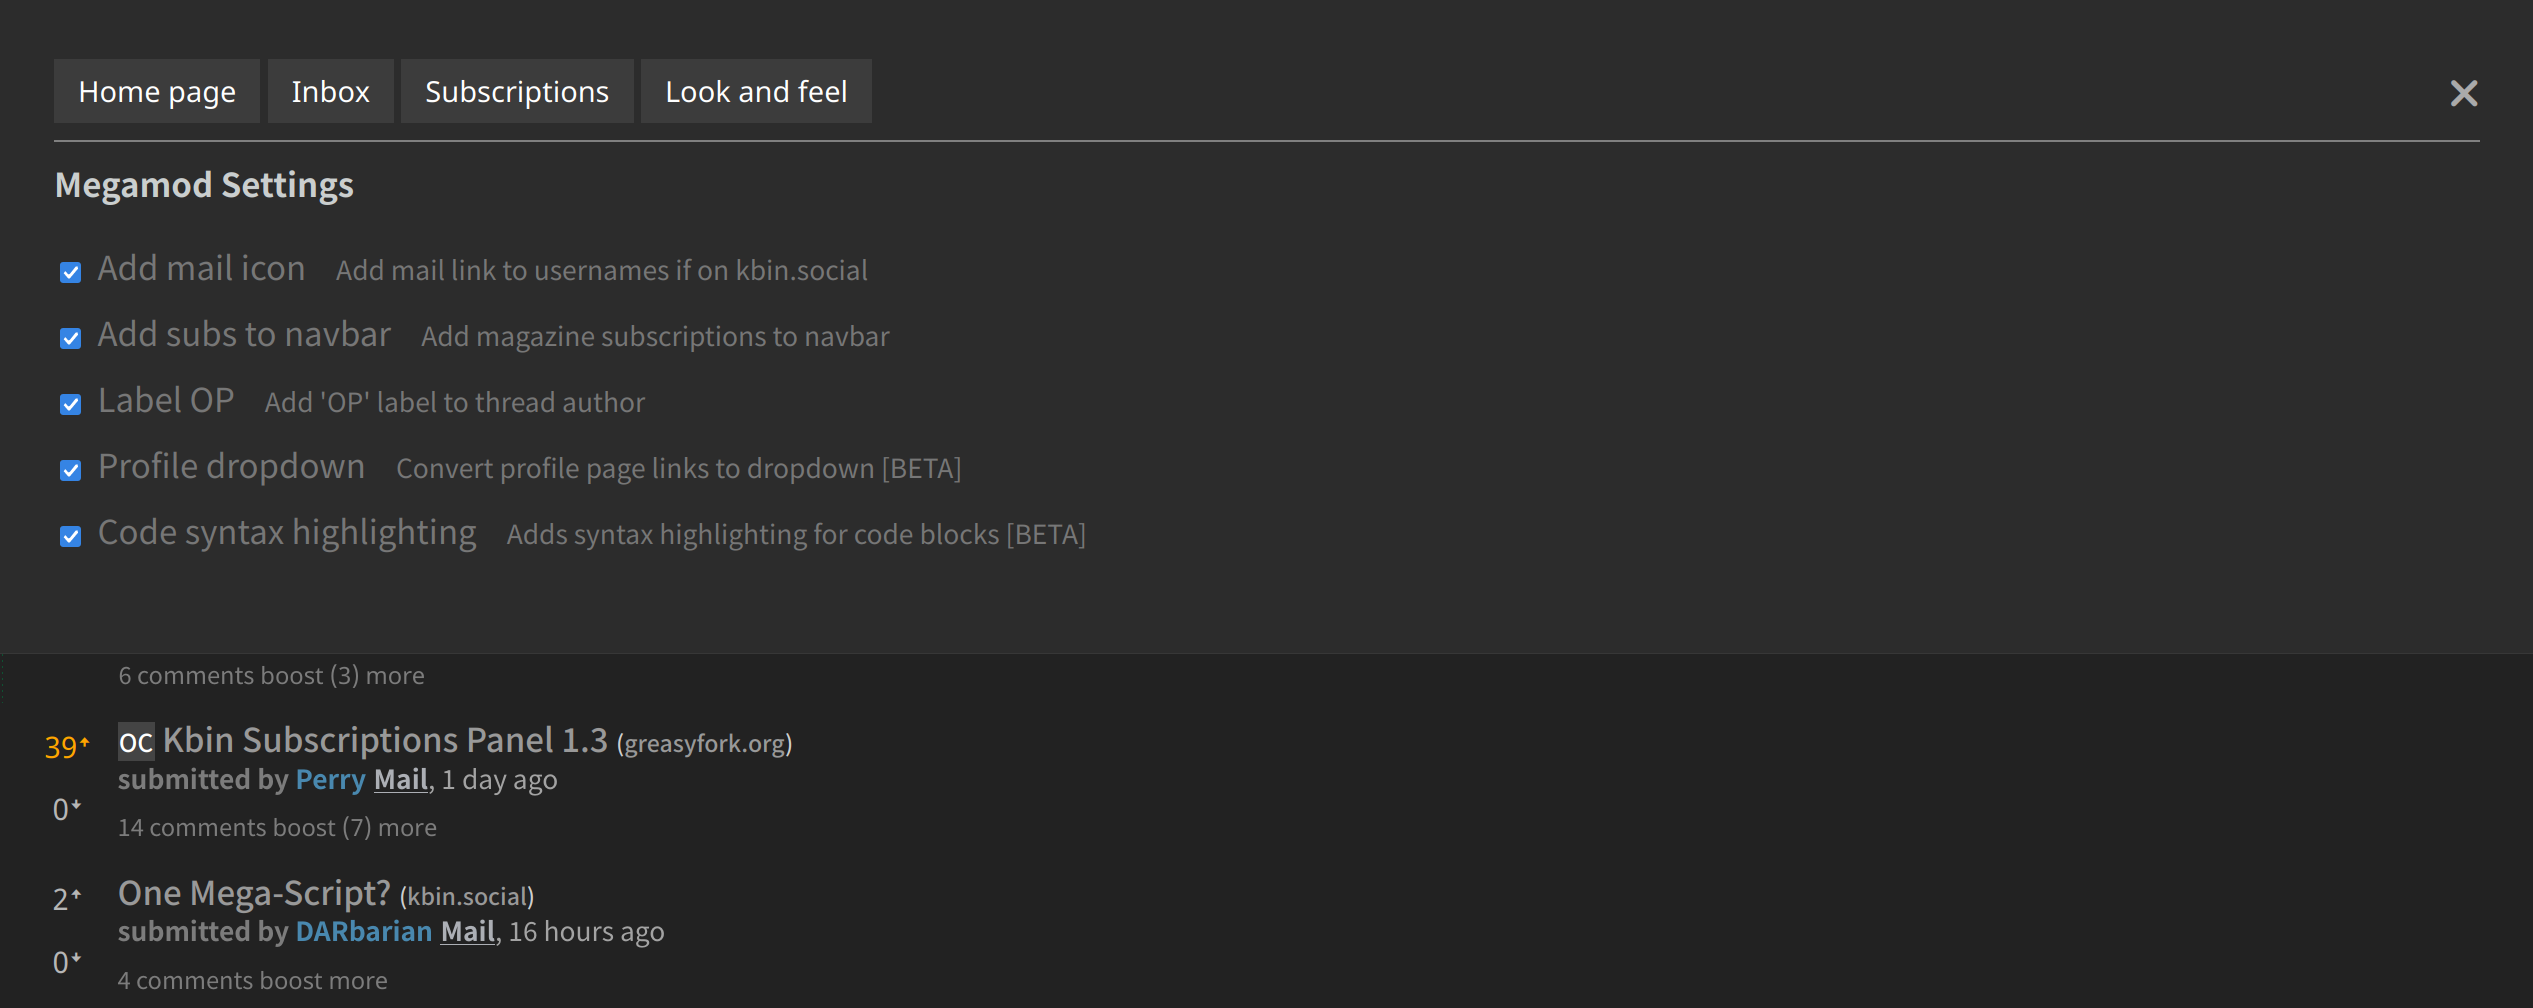 Home page Inbox Subscriptions Look and feel
Megamod Settings
Add mail icon Add mail link to usernames if on kbin.social
Add subs to navbar Add magazine subscriptions to navbar
Label OP Add 'OP' label to thread author
Profile dropdown Convert profile page links to dropdown [BETA]
Code syntax highlighting Adds syntax highlighting for code blocks [BETA]
6 comments boost (3) more
39 OC Kbin Subscriptions Panel 1.3 (greasyfork.org)
submitted by Perry Mail, 1 day ago
0
14 comments boost (7) more
2 One Mega-Script? (kbin.social)
submitted by DARbarian Mail, 16 hours ago
0
4 comments boost more